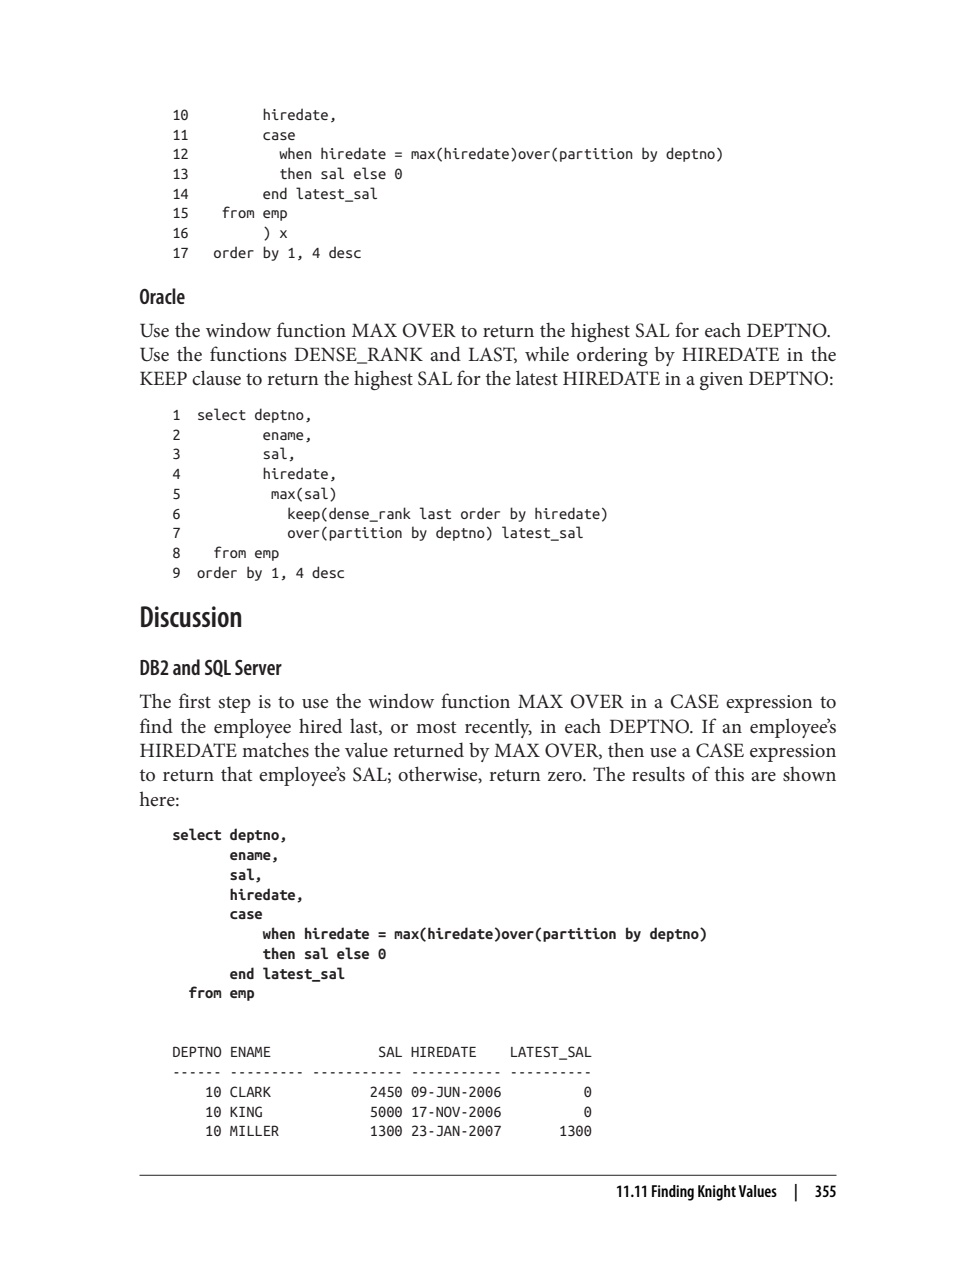 10         hiredate,
11         case
12           when hiredate = max(hiredate)over(partition by deptno)
13           then sal else 0
14         end latest_sal
15    from emp
16         ) x
17   order by 1, 4 desc
Oracle
Use the window function MAX OVER to return the highest SAL for each DEPTNO.
Use the functions DENSE_RANK and LAST, while ordering by HIREDATE in the
KEEP clause to return the highest SAL for the latest HIREDATE in a given DEPTNO:
1  select deptno,
2          ename,
3          sal,
4          hiredate,
5           max(sal)
6             keep(dense_rank last order by hiredate)
7             over(partition by deptno) latest_sal
8    from emp
9  order by 1, 4 desc
Discussion
DB2 and SQL Server
The first step is to use the window function MAX OVER in a CASE expression to
find the employee hired last, or most recently, in each DEPTNO. If an employee’s
HIREDATE matches the value returned by MAX OVER, then use a CASE expression
to return that employee’s SAL; otherwise, return zero. The results of this are shown
here:
select deptno,
       ename,
       sal,
       hiredate,
       case
           when hiredate = max(hiredate)over(partition by deptno)
           then sal else 0
       end latest_sal
  from emp
DEPTNO ENAME             SAL HIREDATE    LATEST_SAL
------ --------- ----------- ----------- ----------
    10 CLARK            2450 09-JUN-2006          0
    10 KING             5000 17-NOV-2006          0
    10 MILLER           1300 23-JAN-2007       1300
11.11 Finding Knight Values | 355